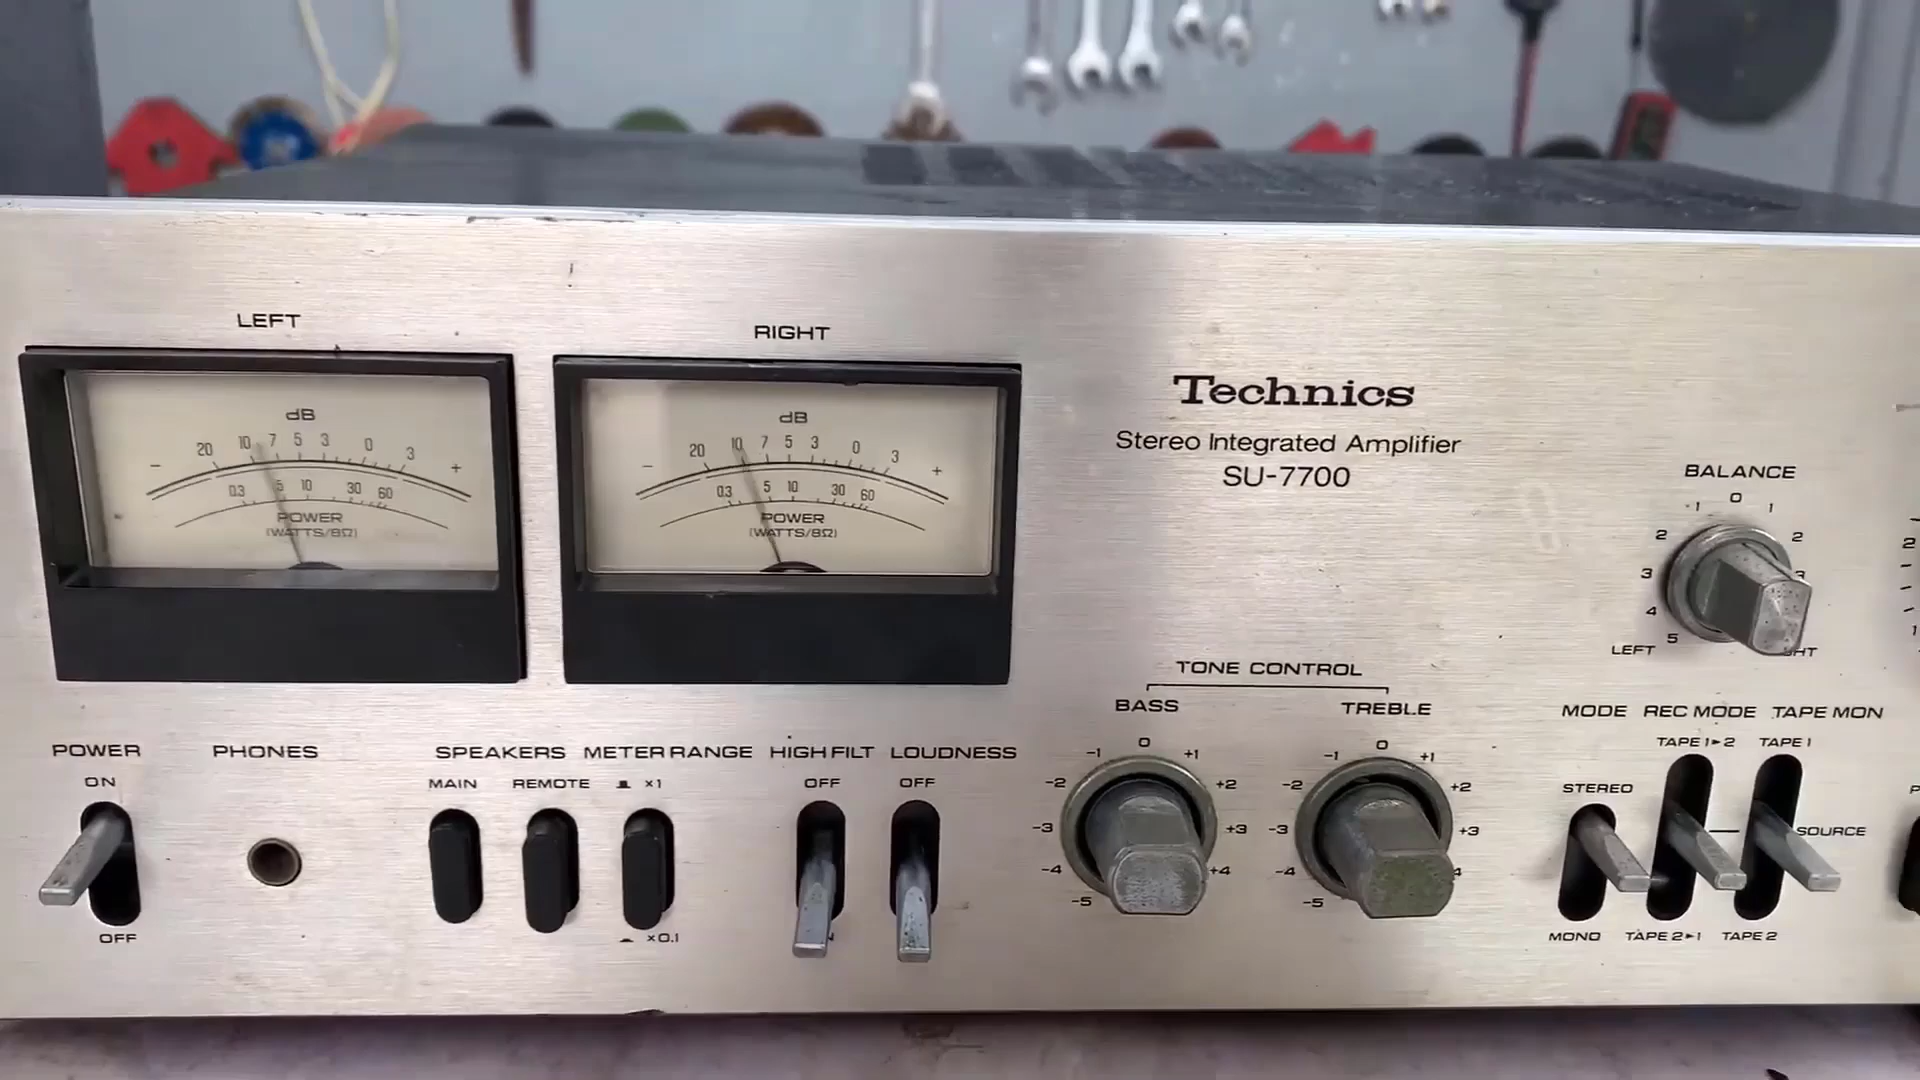 LEFT
dB
20 10 7 5 3 0 3
- +
0.3 5 10 30 60
POWER
(WATTS/8Ω)
RIGHT
dB
20 10 7 5 3 0 3
- +
0.3 5 10 30 60
POWER
(WATTS/8Ω)
Technics
Stereo Integrated Amplifier
SU-7700
BALANCE
0
1 1
2 2
3 3
4
5
LEFT
TONE CONTROL
BASS
0
-1 +1
-2 +2
-3 +3
-4 +4
-5
TREBLE
0
-1 +1
-2 +2
-3 +3
-4 4
-5
POWER
ON
OFF
PHONES
SPEAKERS
MAIN REMOTE
METER RANGE
×1
×0.1
HIGH FILT
OFF
LOUDNESS
OFF
MODE
STEREO
MONO
REC MODE
TAPE 1▸2
TAPE 2▸1
TAPE MON
TAPE 1
SOURCE
TAPE 2
2
1